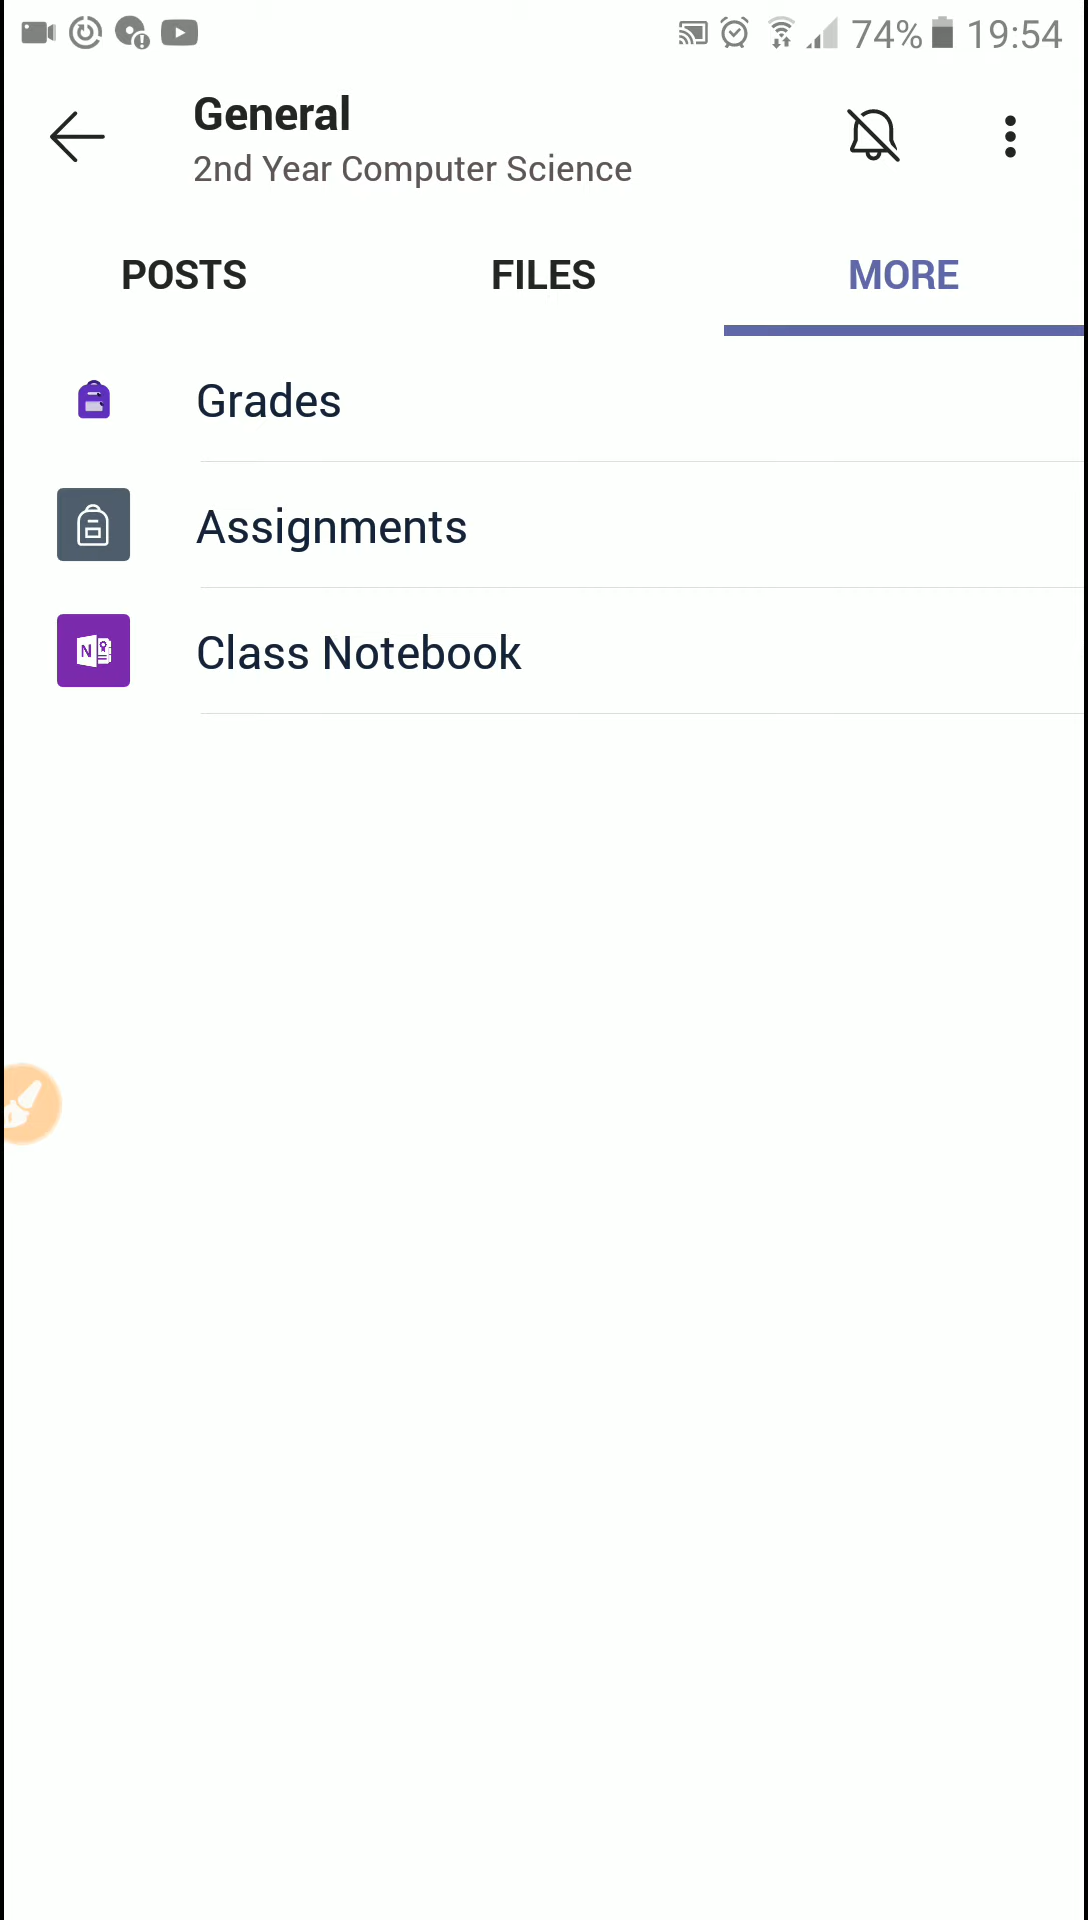 74% 19:54
General
2nd Year Computer Science
POSTS FILES MORE
Grades
Assignments
N Class Notebook